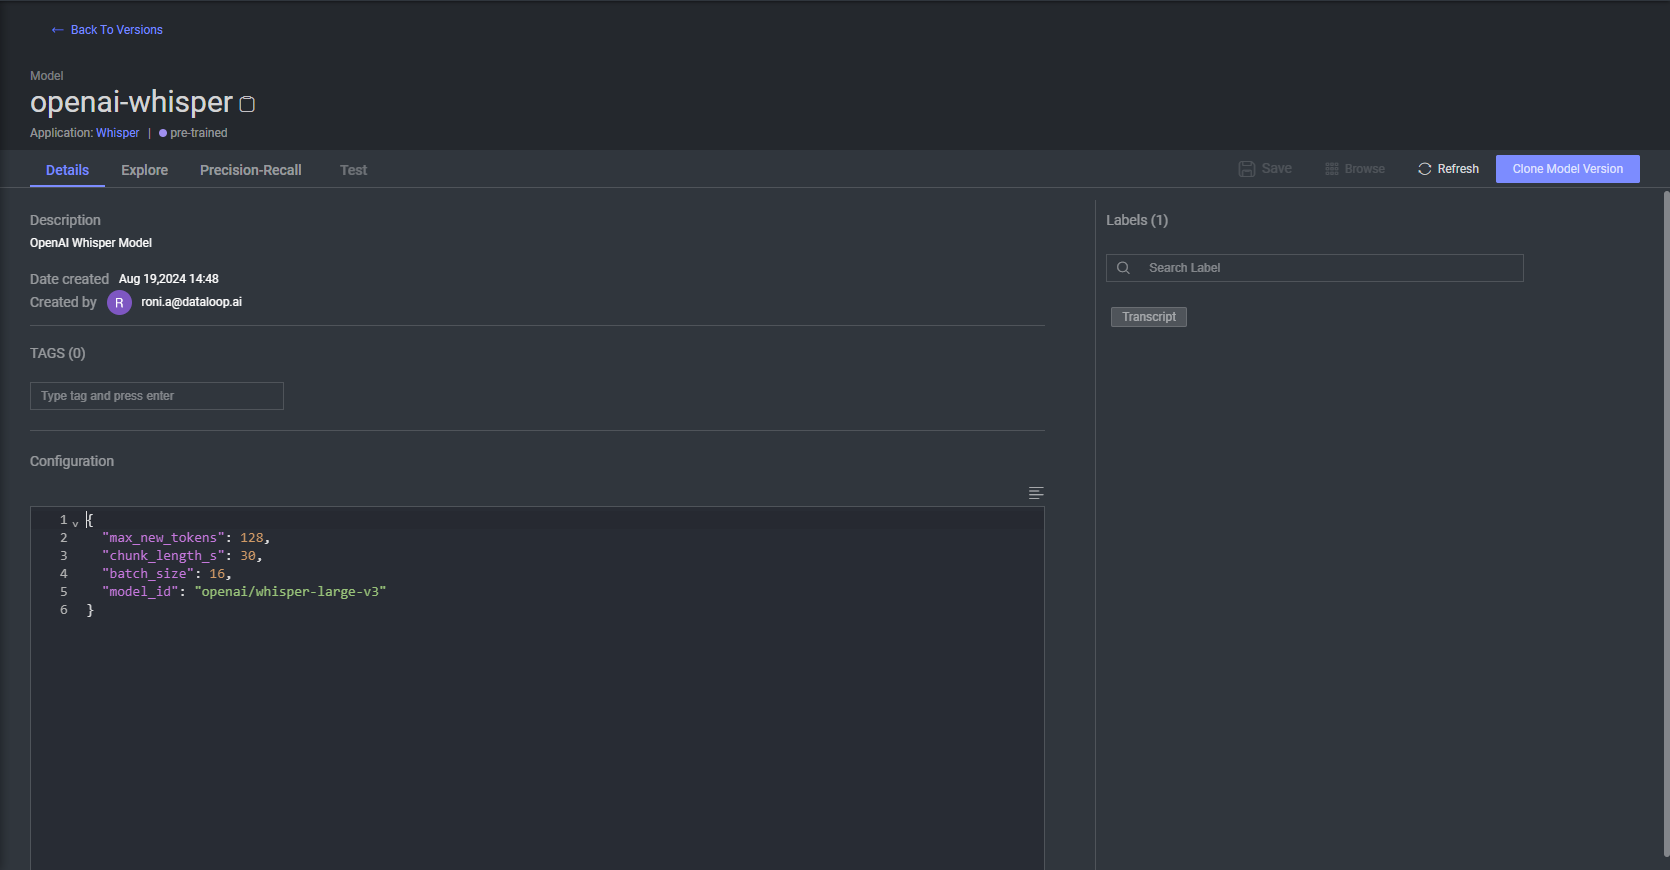 ← Back To Versions
Model
openai-whisper
Application: Whisper | pre-trained
Details Explore Precision-Recall Test Save Browse Refresh Clone Model Version
Description
OpenAI Whisper Model
Date created Aug 19,2024 14:48
Created by R roni.a@dataloop.ai
TAGS (0)
Type tag and press enter
Configuration
1 {
2 "max_new_tokens": 128,
3 "chunk_length_s": 30,
4 "batch_size": 16,
5 "model_id": "openai/whisper-large-v3"
6 }
Labels (1)
Search Label
Transcript